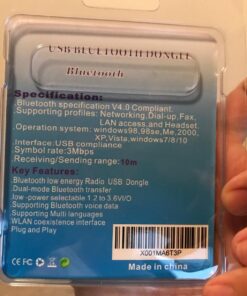 USB BLUETOOTH DONGLE
Bluetooth
Specification:
Bluetooth specification V4.0 Compliant.
Supporting profiles: Networking,Dial-up,Fax,
LAN access,and Headset.
Operation system: windows98,98se,Me,2000,
XP,Vista,windows7/8/10
Interface:USB compliance
Symbol rate:3Mbps
Receiving/Sending range:10m
Key Features:
Bluetooth low energy Radio USB Dongle
Dual-mode Bluetooth transfer
low-power selectable 1.2 to 3.6V/O
Supporting Bluetooth voice data
Supporting Multi languages
WLAN coexistence interface
Plug and Play
X001MA6T3P
CE FC
Made in china